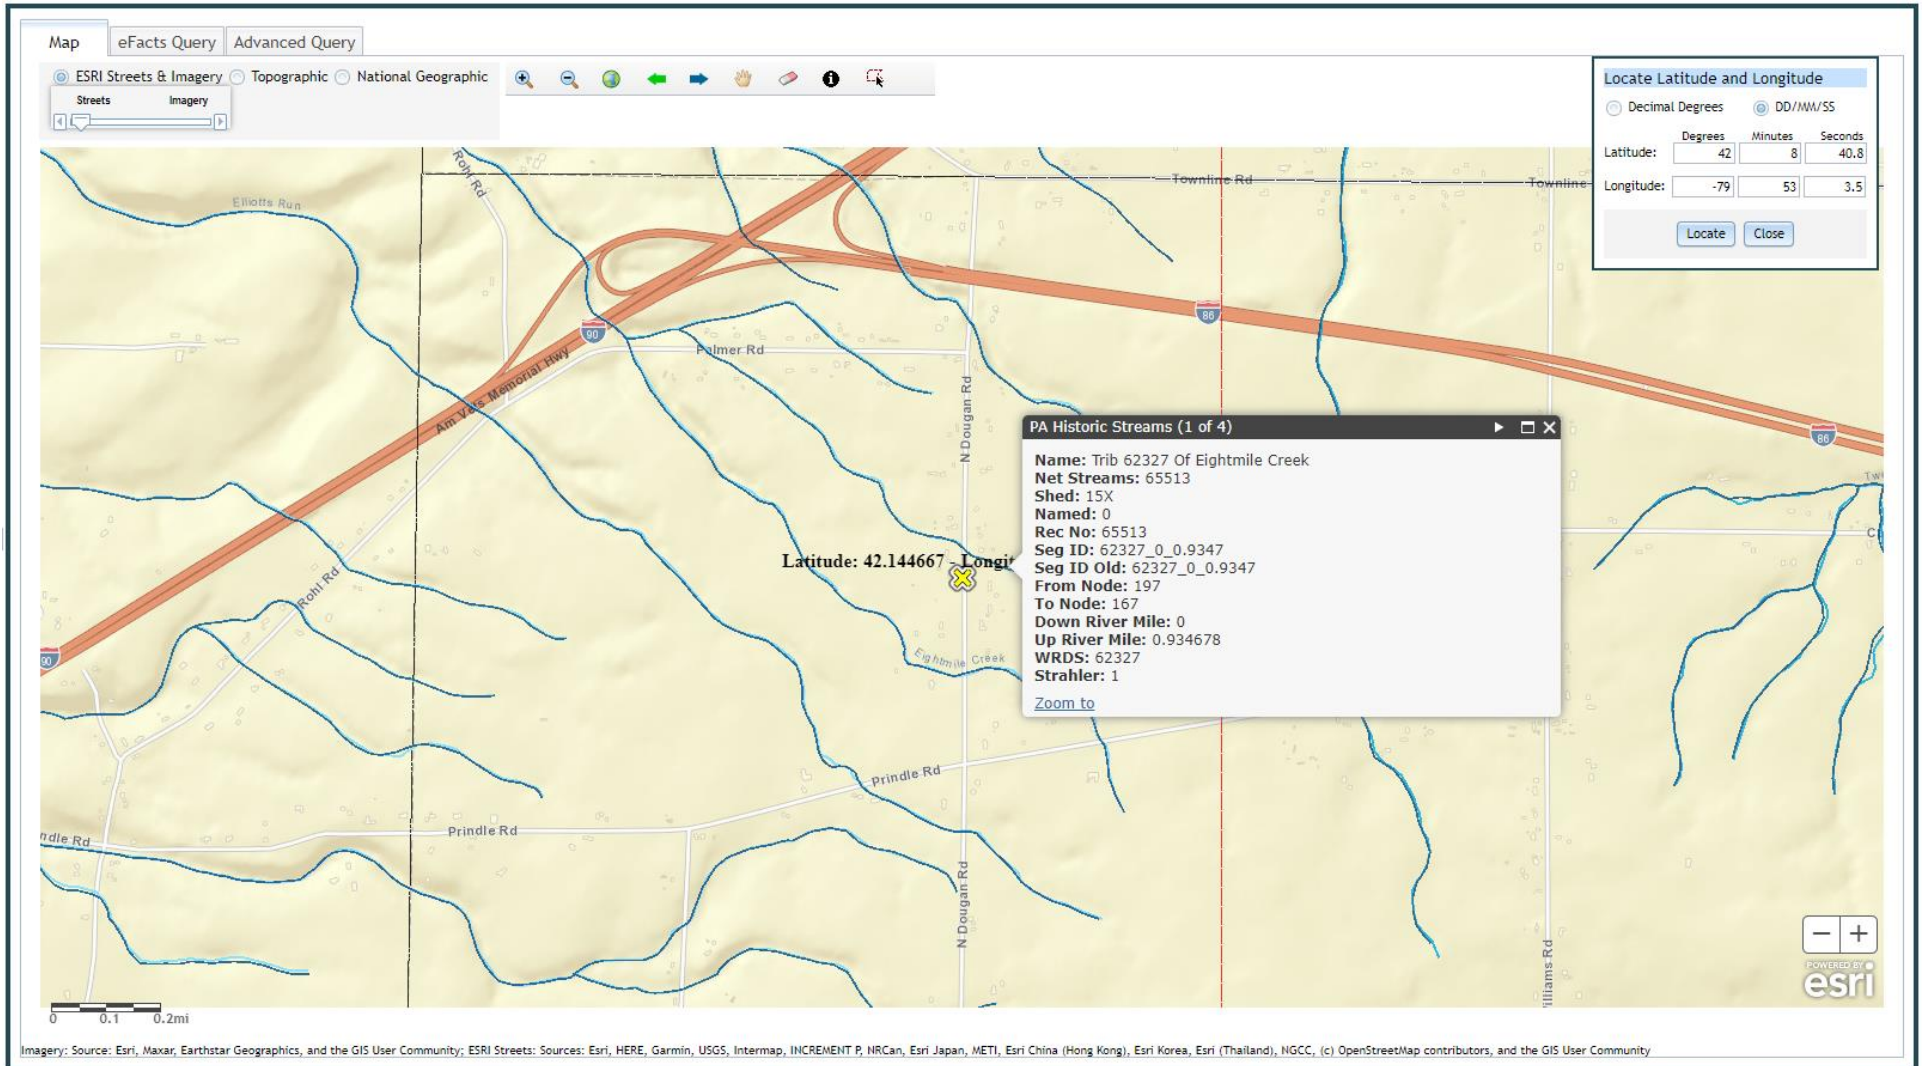 Map
eFacts Query
Advanced Query
ESRI Streets & Imagery
Topographic
National Geographic
Streets
Imagery
Locate Latitude and Longitude
Decimal Degrees
DD/MM/SS
Degrees Minutes Seconds
Latitude: 42 8 40.8
Longitude: -79 53 3.5
Locate
Close
Rohl Rd
Townline Rd
Townline
Elliotts Run
86
90
Palmer Rd
Am Vets Memorial Hwy
N Dougan Rd
86
PA Historic Streams (1 of 4)
Name: Trib 62327 Of Eightmile Creek
Net Streams: 65513
Shed: 15X
Named: 0
Rec No: 65513
Seg ID: 62327_0_0.9347
Seg ID Old: 62327_0_0.9347
From Node: 197
To Node: 167
Down River Mile: 0
Up River Mile: 0.934678
WRDS: 62327
Strahler: 1
Zoom to
Latitude: 42.144667 - Longit
Rohl Rd
Eightmile Creek
90
Prindle Rd
Prindle Rd
ndle Rd
N Dougan Rd
illiams Rd
POWERED BY
esri
0 0.1 0.2mi
Imagery: Source: Esri, Maxar, Earthstar Geographics, and the GIS User Community; ESRI Streets: Sources: Esri, HERE, Garmin, USGS, Intermap, INCREMENT P, NRCan, Esri Japan, METI, Esri China (Hong Kong), Esri Korea, Esri (Thailand), NGCC, (c) OpenStreetMap contributors, and the GIS User Community